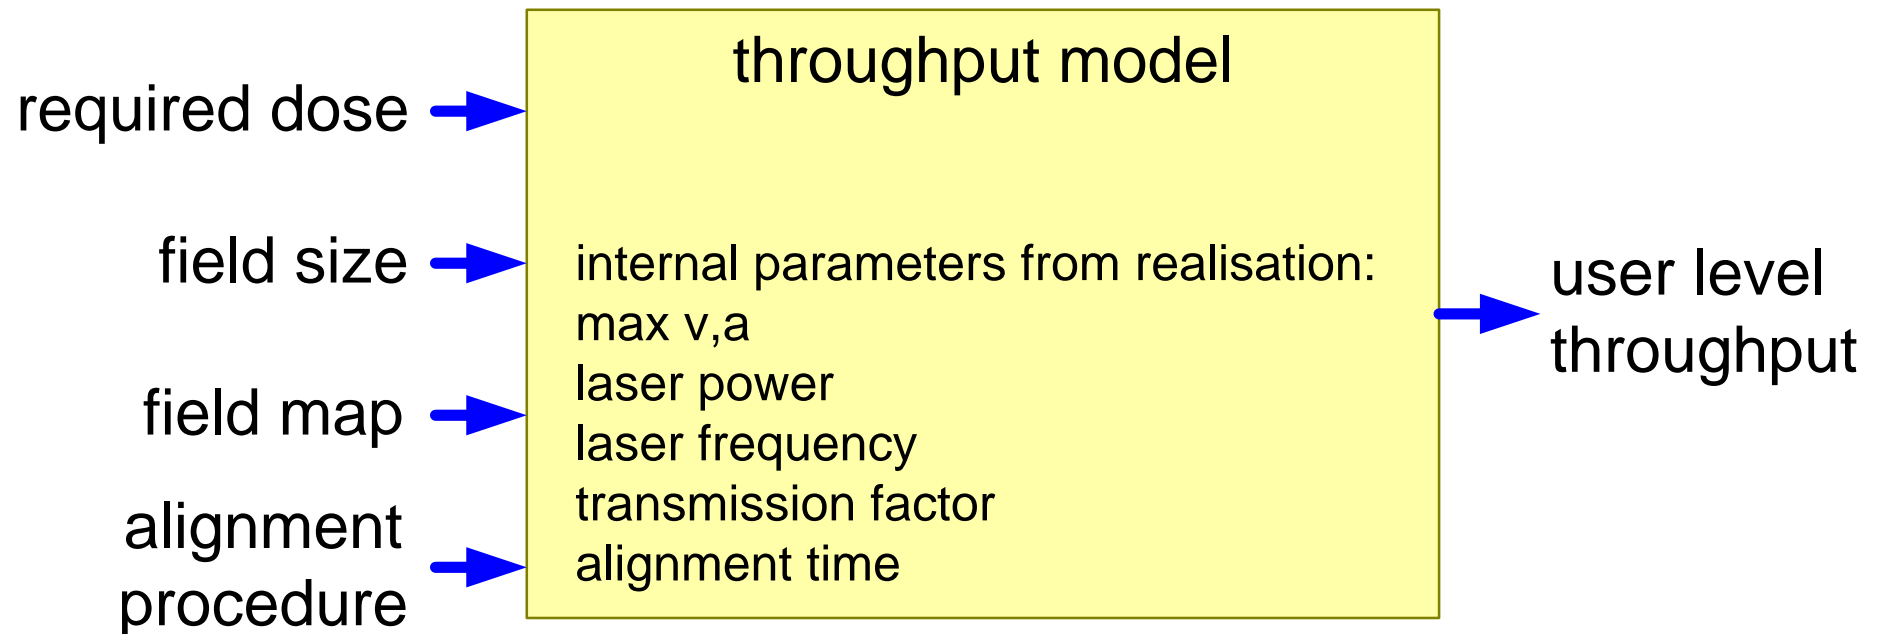 throughput model
required dose
field size
field map
alignment
procedure
internal parameters from realisation:
max v,a
laser power
laser frequency
transmission factor
alignment time
user level
throughput